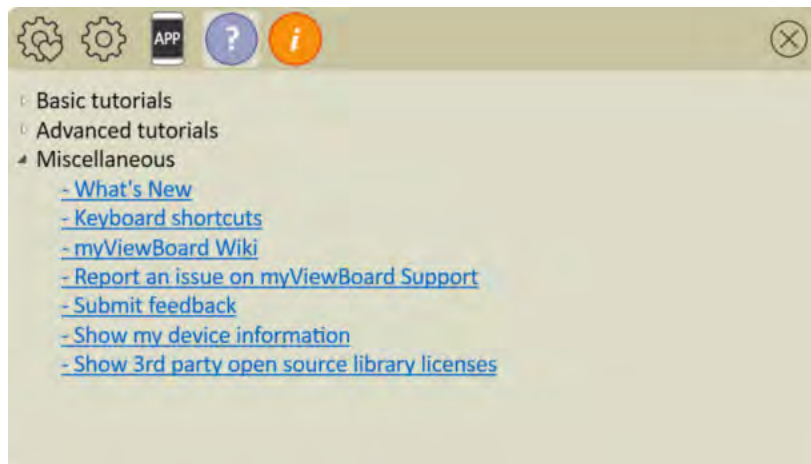 APP ? i
Basic tutorials
Advanced tutorials
Miscellaneous
- What's New
- Keyboard shortcuts
- myViewBoard Wiki
- Report an issue on myViewBoard Support
- Submit feedback
- Show my device information
- Show 3rd party open source library licenses